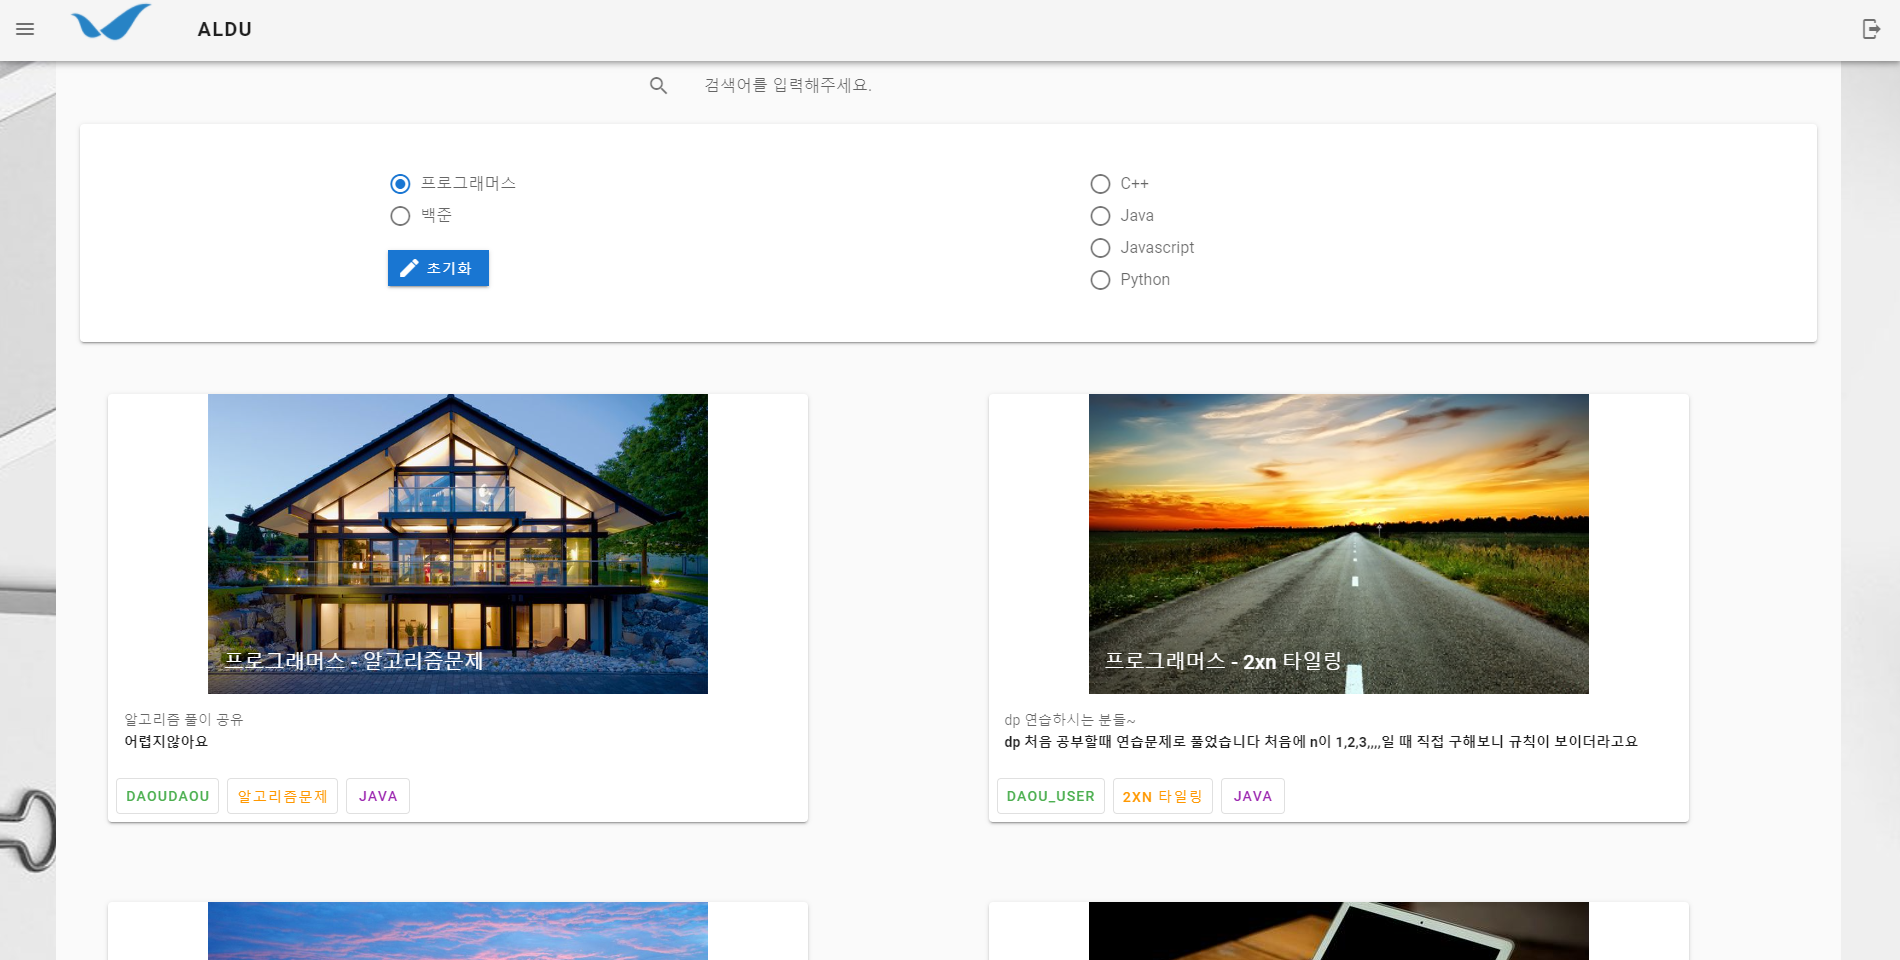 ALDU
검색어를 입력해주세요.
프로그래머스
백준
초기화
C++
Java
Javascript
Python
프로그래머스 - 알고리즘문제
알고리즘 풀이 공유
어렵지않아요
DAOUDAOU 알고리즘문제 JAVA
프로그래머스 - 2xn 타일링
dp 연습하시는 분들~
dp 처음 공부할때 연습문제로 풀었습니다 처음에 n이 1,2,3,,,,일 때 직접 구해보니 규칙이 보이더라고요
DAOU_USER 2XN 타일링 JAVA